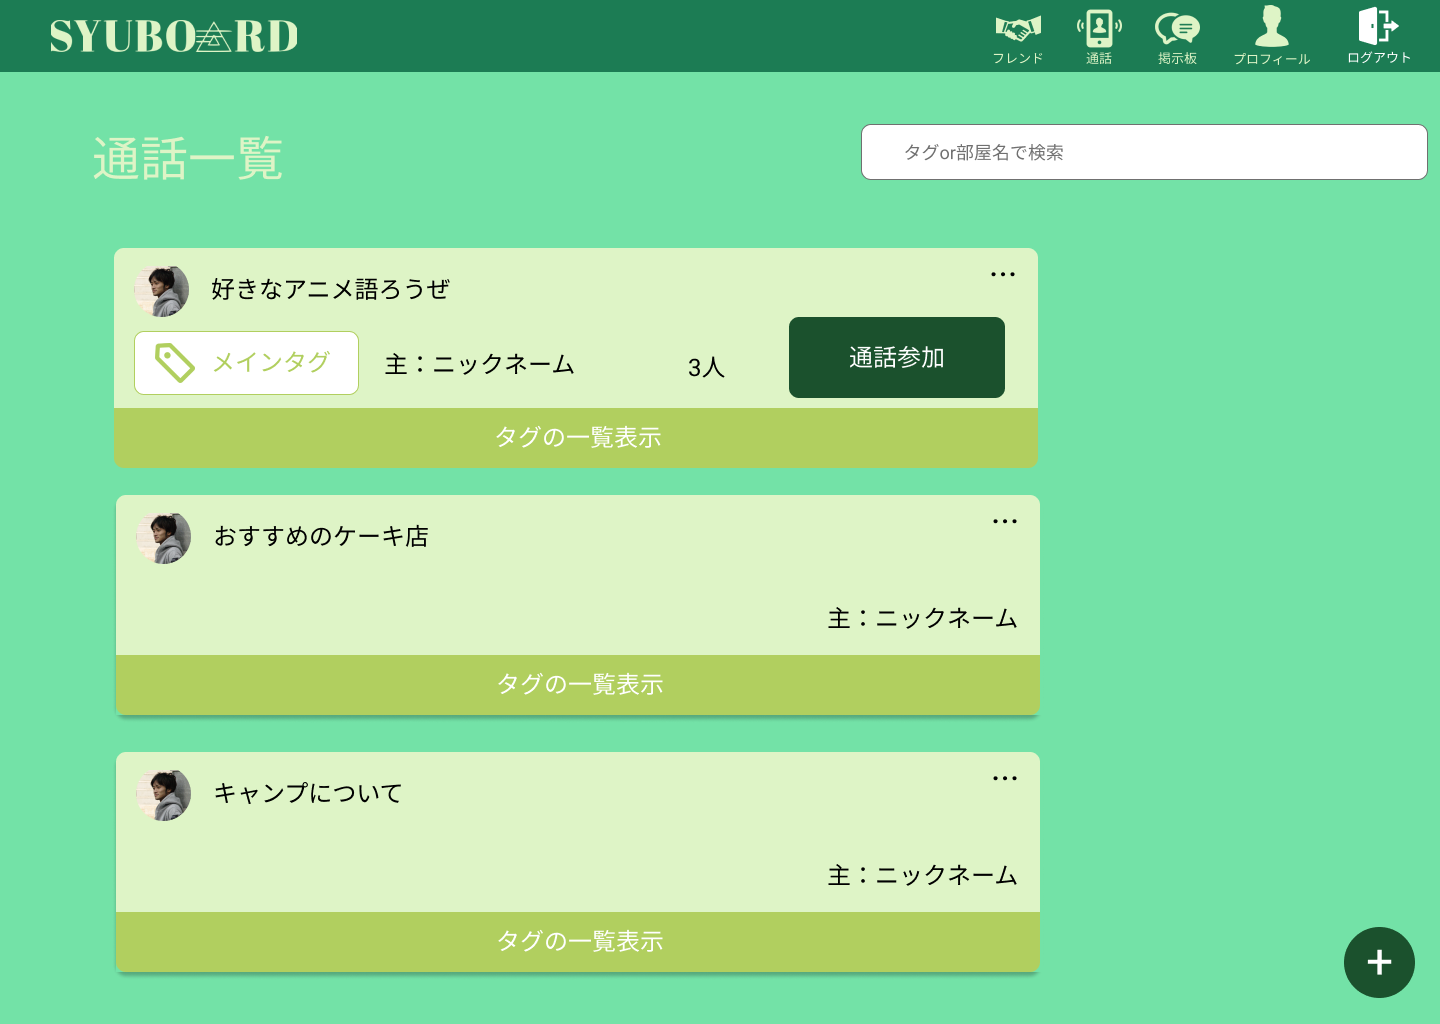 SYUBOARD
フレンド
通話
掲示板
プロフィール
ログアウト
通話一覧
タグor部屋名で検索
好きなアニメ語ろうぜ
メインタグ
主：ニックネーム
3人
通話参加
タグの一覧表示
おすすめのケーキ店
主：ニックネーム
タグの一覧表示
キャンプについて
主：ニックネーム
タグの一覧表示